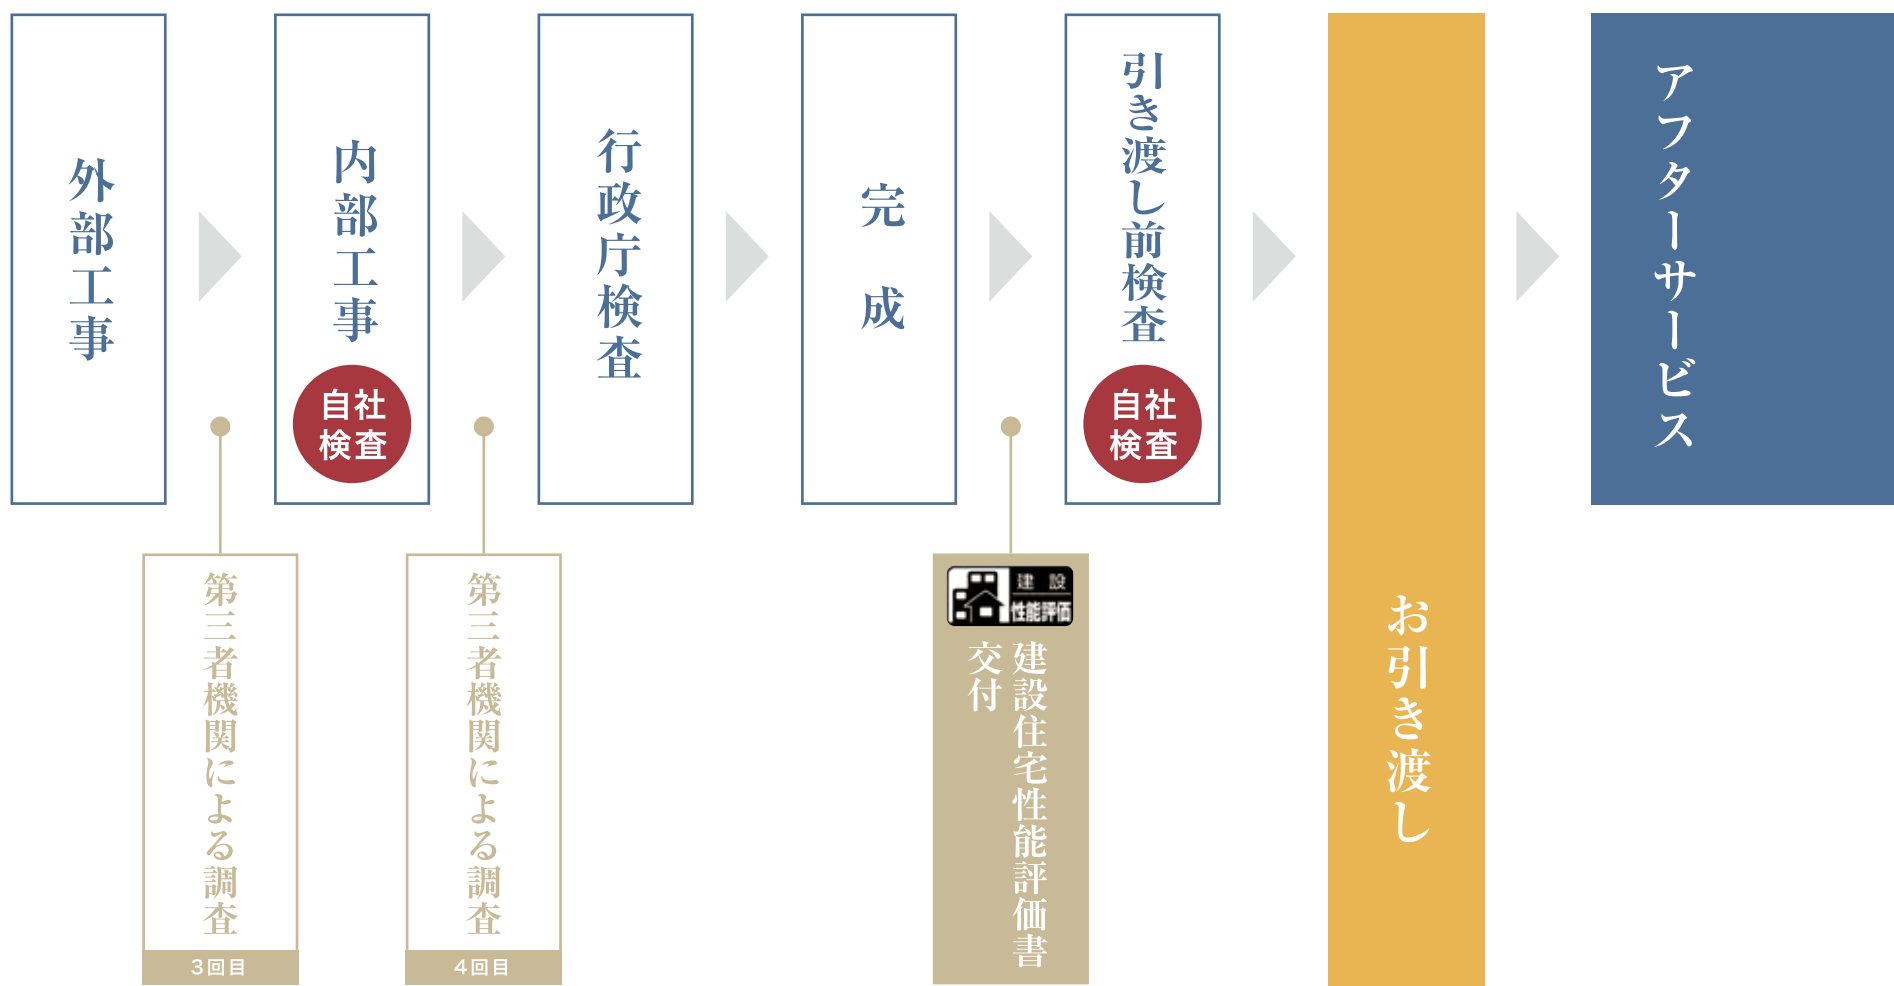 外部工事
内部工事
自社
検査
行政庁検査
完 成
引き渡し前検査
自社
検査
お引き渡し
アフターサービス
第三者機関による調査
3回目
第三者機関による調査
4回目
建設
性能評価
建設住宅性能評価書
交付